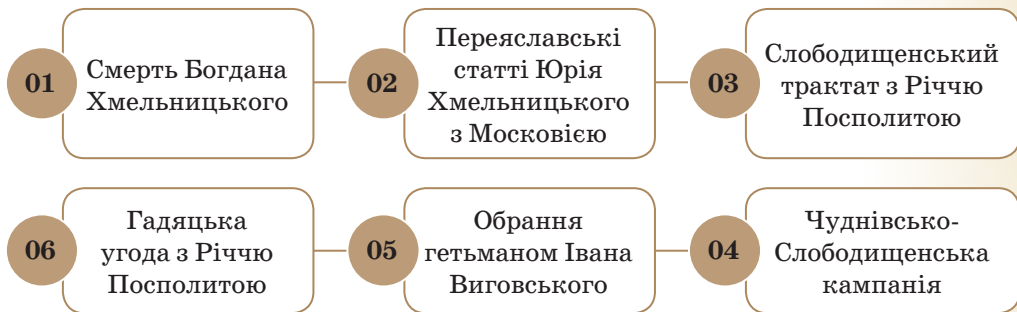 01
Смерть Богдана
Хмельницького
02
Переяславські
статті Юрія
Хмельницького
з Московією
03
Слободищенський
трактат з Річчю
Посполитою
06
Гадяцька
угода з Річчю
Посполитою
05
Обрання
гетьманом Івана
Виговського
04
Чуднівсько-
Слободищенська
кампанія